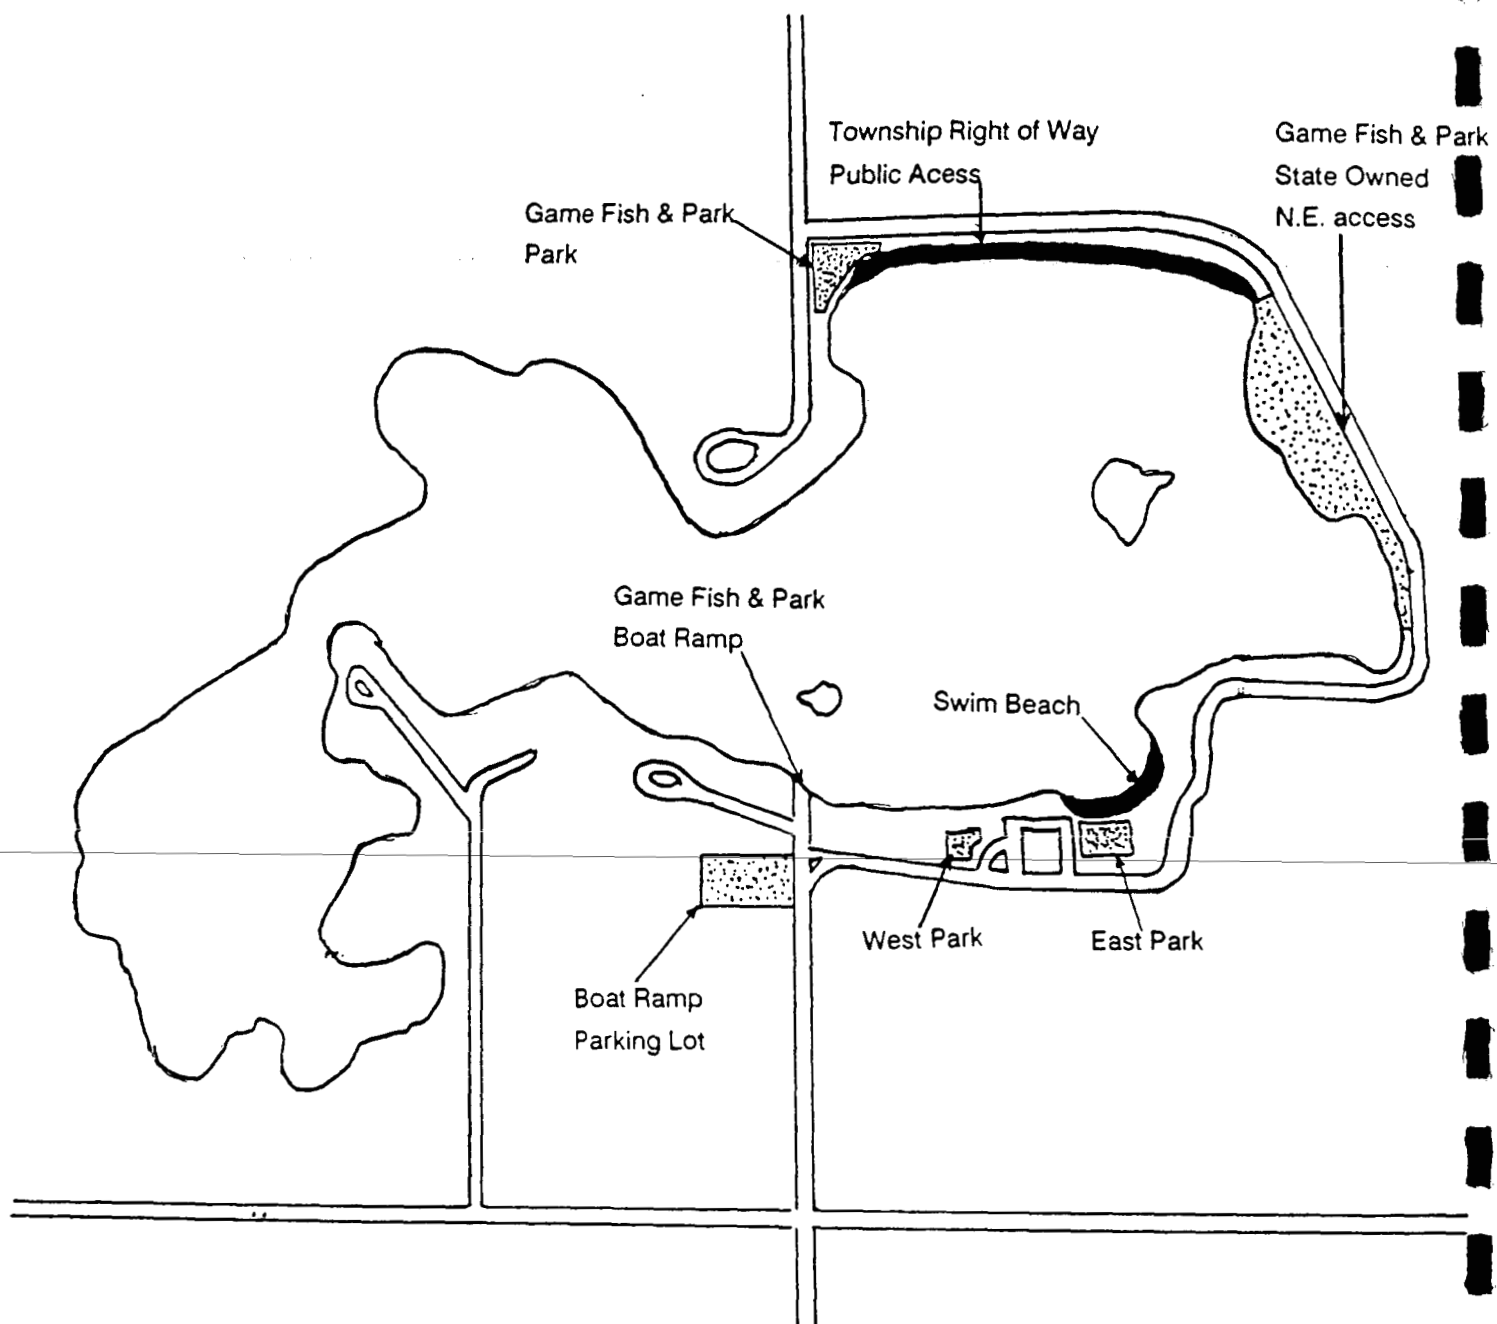 Township Right of Way
Public Acess
Game Fish & Park
State Owned
N.E. access
Game Fish & Park
Park
Game Fish & Park
Boat Ramp
Swim Beach
West Park
East Park
Boat Ramp
Parking Lot